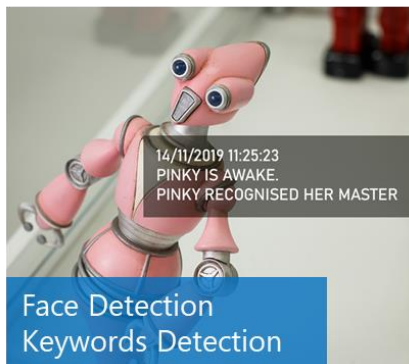 14/11/2019 11:25:23
PINKY IS AWAKE.
PINKY RECOGNISED HER MASTER
Face Detection
Keywords Detection